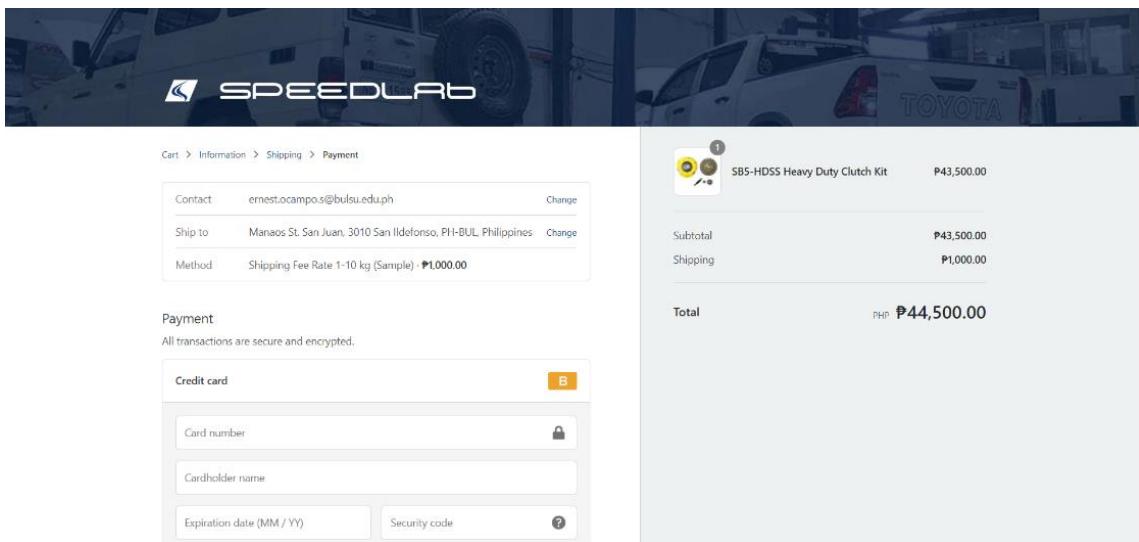 SPEEDLAB
TOYOTA
Cart > Information > Shipping > Payment
Contact ernest.ocampo.s@bulsu.edu.ph Change
Ship to Manaos St. San Juan, 3010 San Ildefonso, PH-BUL, Philippines Change
Method Shipping Fee Rate 1-10 kg (Sample) · ₱1,000.00
Payment
All transactions are secure and encrypted.
Credit card B
Card number
Cardholder name
Expiration date (MM / YY) Security code ?
1
SB5-HDSS Heavy Duty Clutch Kit ₱43,500.00
Subtotal ₱43,500.00
Shipping ₱1,000.00
Total PHP ₱44,500.00